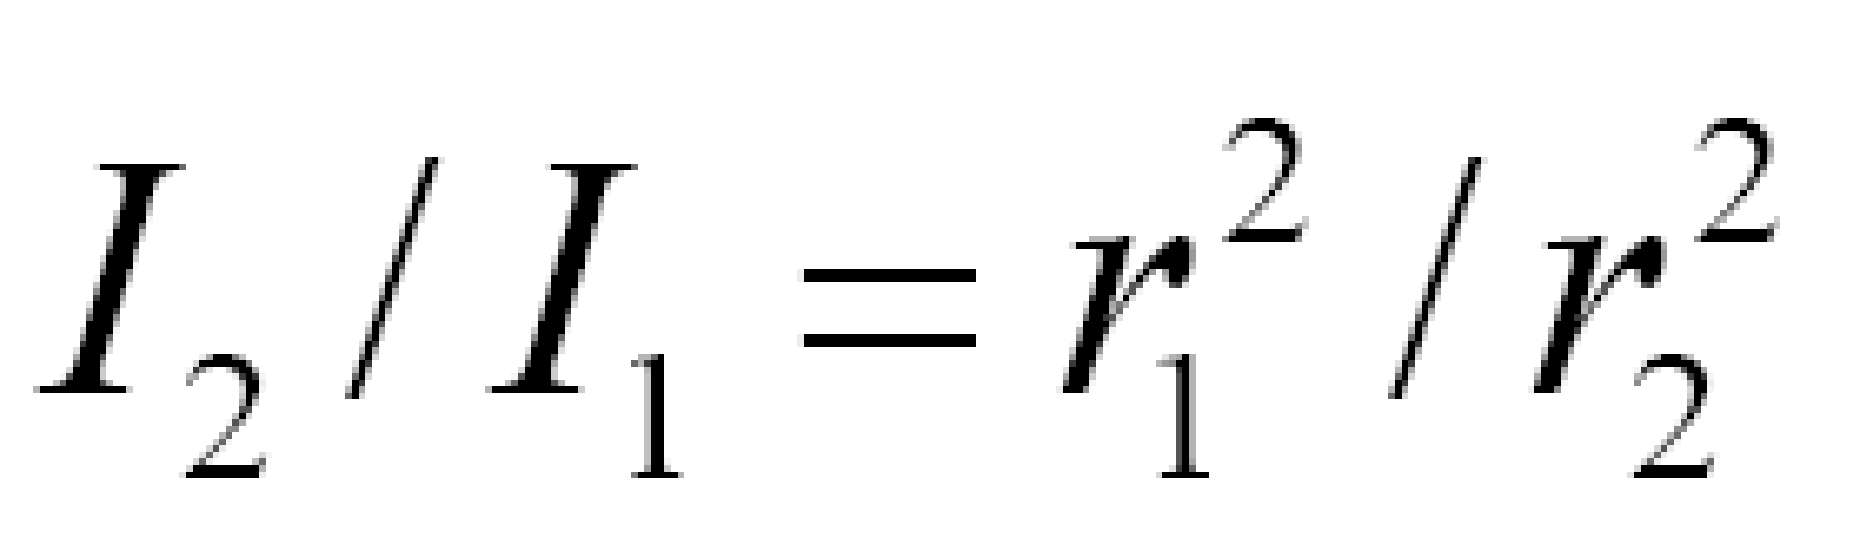 I₂/I₁ = r₁²/r₂²